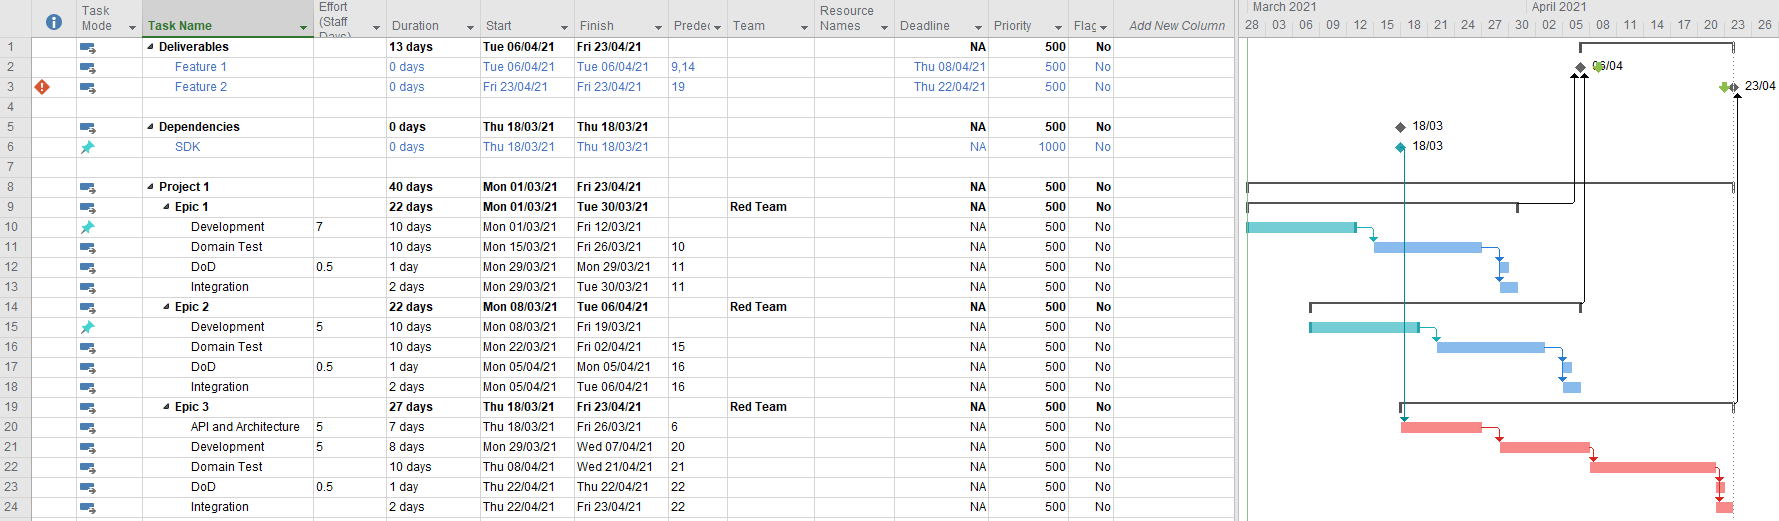 Task Mode Task Name Effort (Staff Days) Duration Start Finish Predec Team Resource Names Deadline Priority Flag Add New Column
March 2021 April 2021
28 03 06 09 12 15 18 21 24 27 30 02 05 08 11 14 17 20 23 26
1 Deliverables 13 days Tue 06/04/21 Fri 23/04/21 NA 500 No
2 Feature 1 0 days Tue 06/04/21 Tue 06/04/21 9,14 Thu 08/04/21 500 No 06/04
3 Feature 2 0 days Fri 23/04/21 Fri 23/04/21 19 Thu 22/04/21 500 No 23/04
4
5 Dependencies 0 days Thu 18/03/21 Thu 18/03/21 NA 500 No 18/03
6 SDK 0 days Thu 18/03/21 Thu 18/03/21 NA 1000 No 18/03
7
8 Project 1 40 days Mon 01/03/21 Fri 23/04/21 NA 500 No
9 Epic 1 22 days Mon 01/03/21 Tue 30/03/21 Red Team NA 500 No
10 Development 7 10 days Mon 01/03/21 Fri 12/03/21 NA 500 No
11 Domain Test 10 days Mon 15/03/21 Fri 26/03/21 10 NA 500 No
12 DoD 0.5 1 day Mon 29/03/21 Mon 29/03/21 11 NA 500 No
13 Integration 2 days Mon 29/03/21 Tue 30/03/21 11 NA 500 No
14 Epic 2 22 days Mon 08/03/21 Tue 06/04/21 Red Team NA 500 No
15 Development 5 10 days Mon 08/03/21 Fri 19/03/21 NA 500 No
16 Domain Test 10 days Mon 22/03/21 Fri 02/04/21 15 NA 500 No
17 DoD 0.5 1 day Mon 05/04/21 Mon 05/04/21 16 NA 500 No
18 Integration 2 days Mon 05/04/21 Tue 06/04/21 16 NA 500 No
19 Epic 3 27 days Thu 18/03/21 Fri 23/04/21 Red Team NA 500 No
20 API and Architecture 5 7 days Thu 18/03/21 Fri 26/03/21 6 NA 500 No
21 Development 5 8 days Mon 29/03/21 Wed 07/04/21 20 NA 500 No
22 Domain Test 10 days Thu 08/04/21 Wed 21/04/21 21 NA 500 No
23 DoD 0.5 1 day Thu 22/04/21 Thu 22/04/21 22 NA 500 No
24 Integration 2 days Thu 22/04/21 Fri 23/04/21 22 NA 500 No